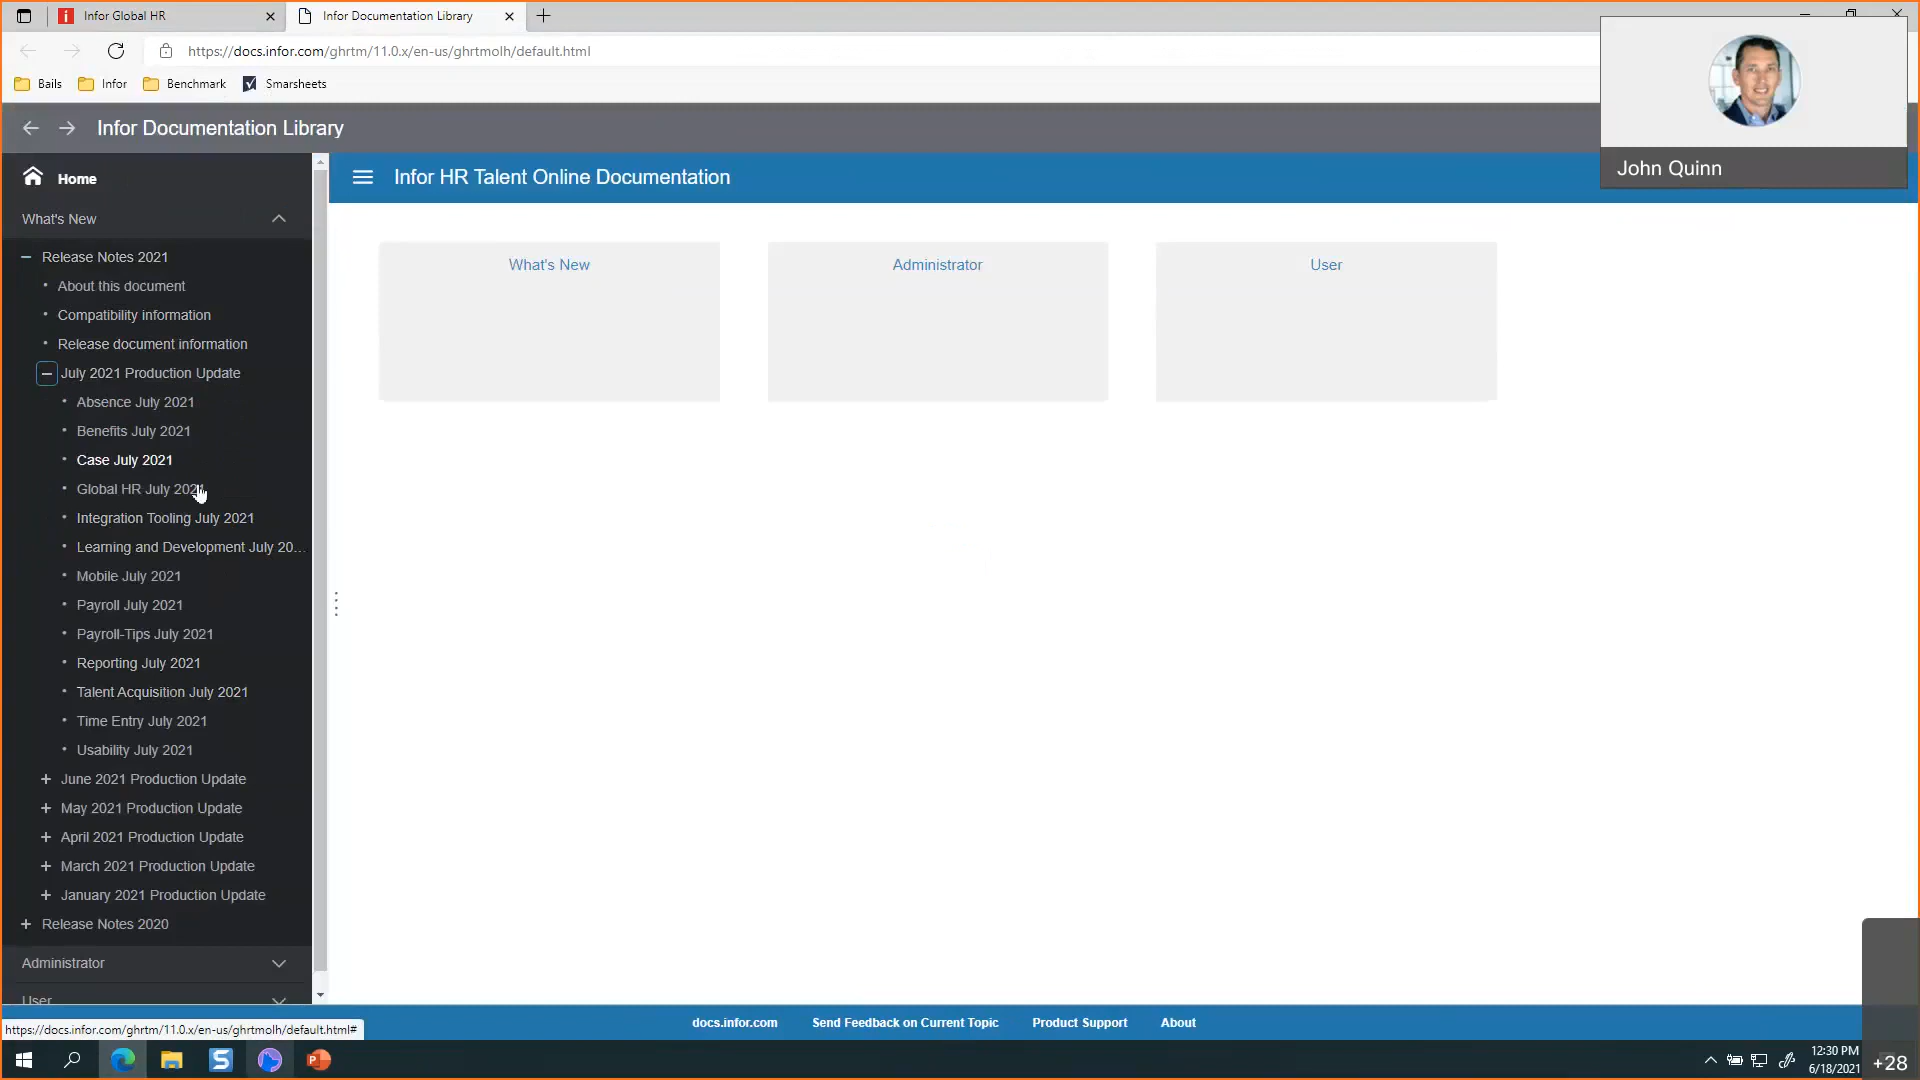 Infor Global HR
Infor Documentation Library
https://docs.infor.com/ghrtm/11.0.x/en-us/ghrtmolh/default.html
Bails
Infor
Benchmark
Smarsheets
John Quinn
Infor Documentation Library
Home
What's New
Release Notes 2021
About this document
Compatibility information
Release document information
July 2021 Production Update
Absence July 2021
Benefits July 2021
Case July 2021
Global HR July 2021
Integration Tooling July 2021
Learning and Development July 20...
Mobile July 2021
Payroll July 2021
Payroll-Tips July 2021
Reporting July 2021
Talent Acquisition July 2021
Time Entry July 2021
Usability July 2021
June 2021 Production Update
May 2021 Production Update
April 2021 Production Update
March 2021 Production Update
January 2021 Production Update
Release Notes 2020
Administrator
User
Infor HR Talent Online Documentation
What's New
Administrator
User
docs.infor.com
Send Feedback on Current Topic
Product Support
About
https://docs.infor.com/ghrtm/11.0.x/en-us/ghrtmolh/default.html#
12:30 PM
6/18/2021
+28